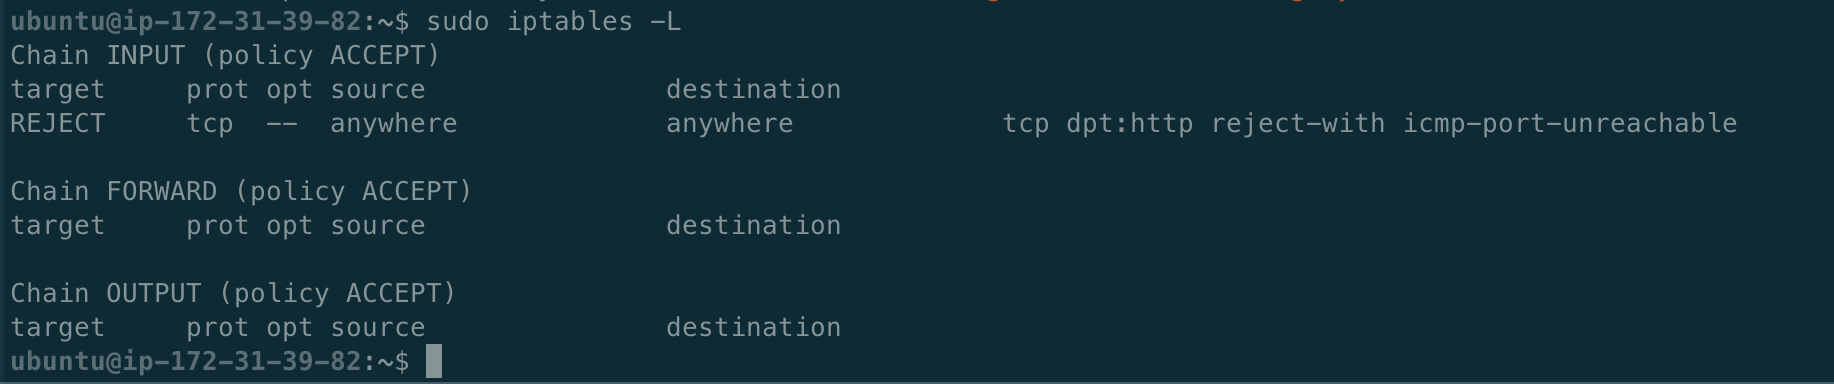 ubuntu@ip-172-31-39-82:~$ sudo iptables -L
Chain INPUT (policy ACCEPT)
target     prot opt source               destination
REJECT     tcp  --  anywhere             anywhere             tcp dpt:http reject-with icmp-port-unreachable
Chain FORWARD (policy ACCEPT)
target     prot opt source               destination
Chain OUTPUT (policy ACCEPT)
target     prot opt source               destination
ubuntu@ip-172-31-39-82:~$